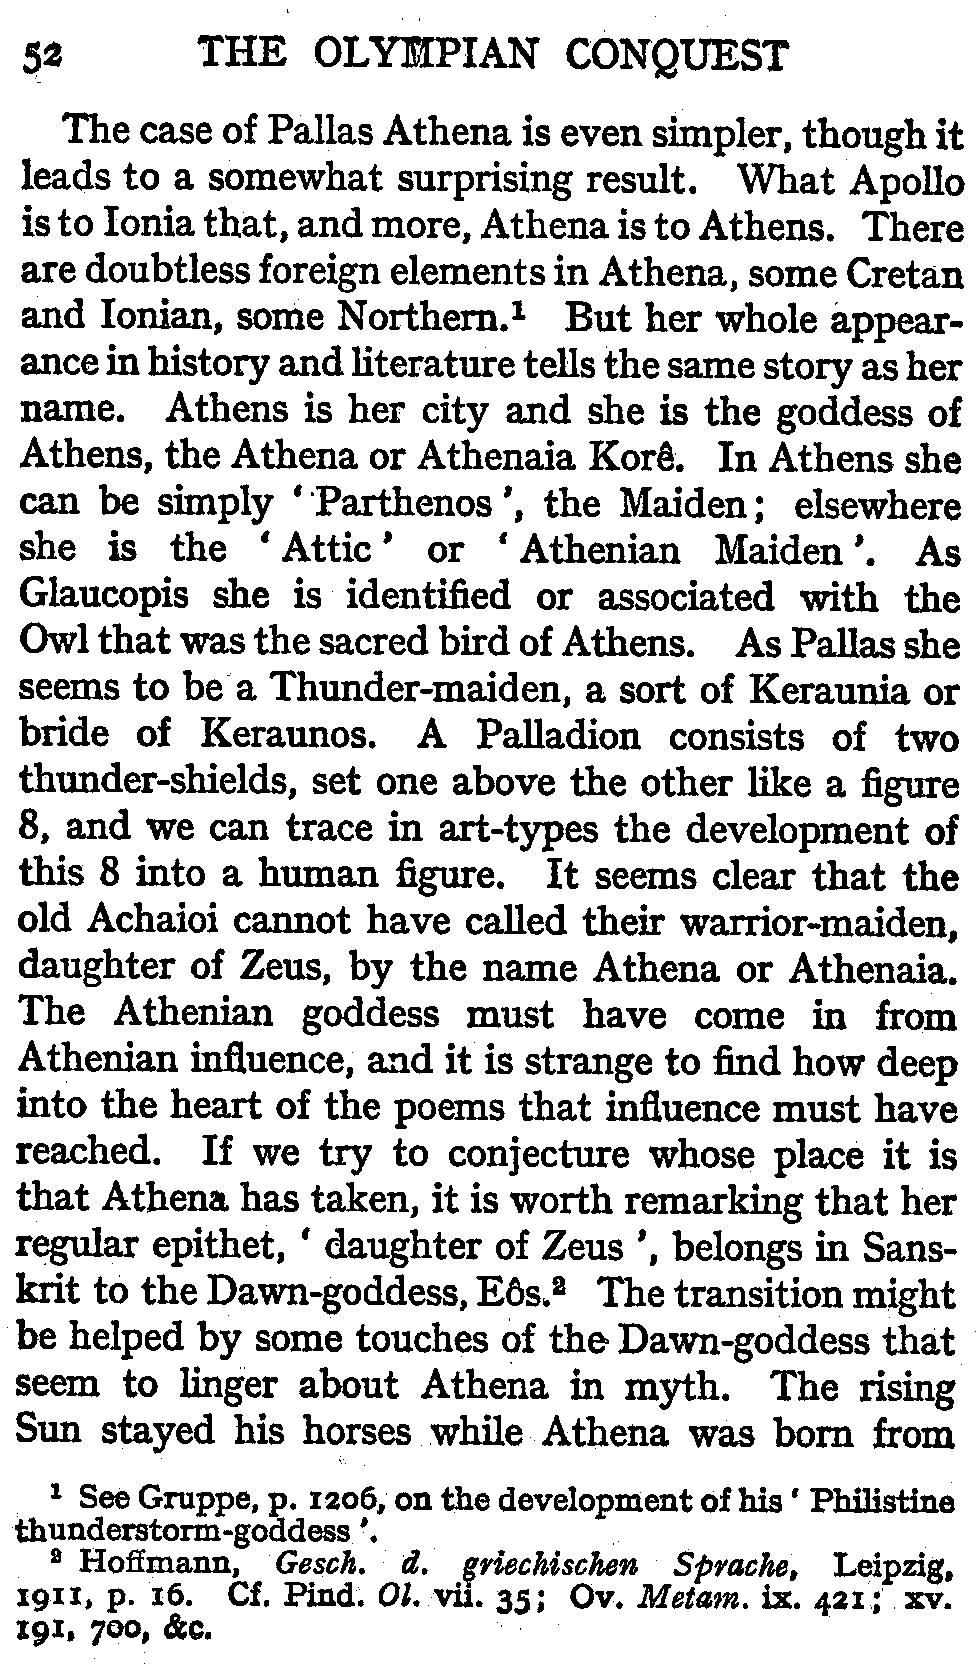 52 THE OLYMPIAN CONQUEST
The case of Pallas Athena is even simpler, though it
leads to a somewhat surprising result. What Apollo
is to Ionia that, and more, Athena is to Athens. There
are doubtless foreign elements in Athena, some Cretan
and Ionian, some Northern.¹ But her whole appear-
ance in history and literature tells the same story as her
name. Athens is her city and she is the goddess of
Athens, the Athena or Athenaia Korê. In Athens she
can be simply ‘Parthenos’, the Maiden; elsewhere
she is the ‘Attic’ or ‘Athenian Maiden’. As
Glaucopis she is identified or associated with the
Owl that was the sacred bird of Athens. As Pallas she
seems to be a Thunder-maiden, a sort of Keraunia or
bride of Keraunos. A Palladion consists of two
thunder-shields, set one above the other like a figure
8, and we can trace in art-types the development of
this 8 into a human figure. It seems clear that the
old Achaioi cannot have called their warrior-maiden,
daughter of Zeus, by the name Athena or Athenaia.
The Athenian goddess must have come in from
Athenian influence, and it is strange to find how deep
into the heart of the poems that influence must have
reached. If we try to conjecture whose place it is
that Athena has taken, it is worth remarking that her
regular epithet, ‘daughter of Zeus’, belongs in Sans-
krit to the Dawn-goddess, Eôs.² The transition might
be helped by some touches of the Dawn-goddess that
seem to linger about Athena in myth. The rising
Sun stayed his horses while Athena was born from
¹ See Gruppe, p. 1206, on the development of his ‘Philistine
thunderstorm-goddess’.
² Hoffmann, Gesch. d. griechischen Sprache, Leipzig,
1911, p. 16. Cf. Pind. Ol. vii. 35; Ov. Metam. ix. 421; xv.
191, 700, &c.